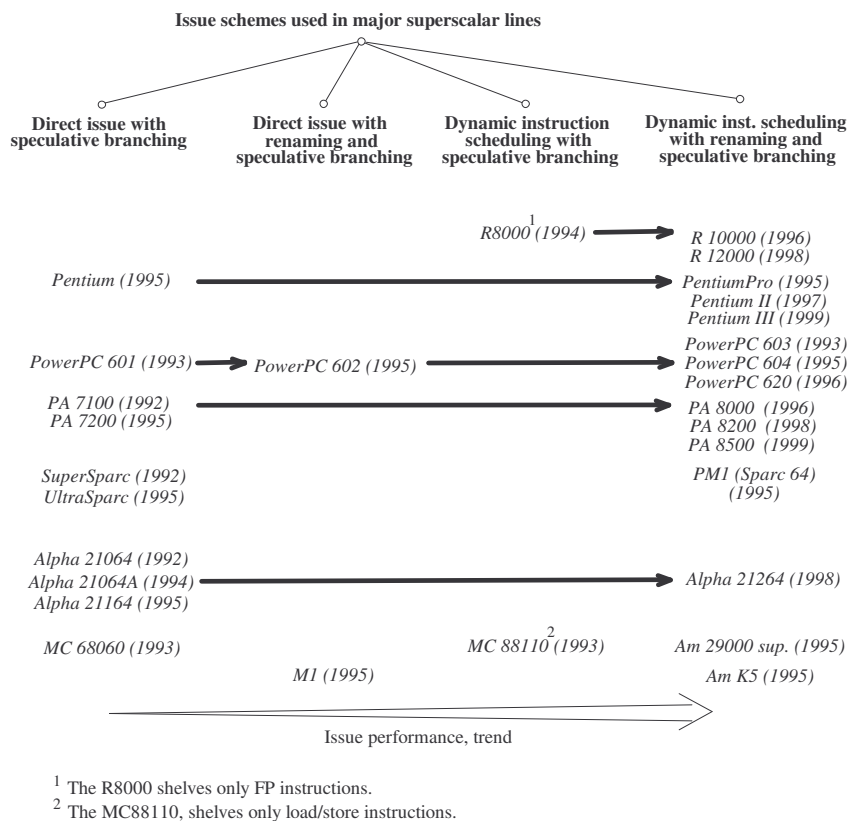 Issue schemes used in major superscalar lines
Direct issue with
speculative branching
Direct issue with
renaming and
speculative branching
Dynamic instruction
scheduling with
speculative branching
Dynamic inst. scheduling
with renaming and
speculative branching
R8000 1 (1994)
R 10000 (1996)
R 12000 (1998)
Pentium (1995)
PentiumPro (1995)
Pentium II (1997)
Pentium III (1999)
PowerPC 601 (1993)
PowerPC 602 (1995)
PowerPC 603 (1993)
PowerPC 604 (1995)
PowerPC 620 (1996)
PA 7100 (1992)
PA 7200 (1995)
PA 8000 (1996)
PA 8200 (1998)
PA 8500 (1999)
SuperSparc (1992)
UltraSparc (1995)
PM1 (Sparc 64)
(1995)
Alpha 21064 (1992)
Alpha 21064A (1994)
Alpha 21164 (1995)
Alpha 21264 (1998)
MC 68060 (1993)
MC 88110 2 (1993)
Am 29000 sup. (1995)
M1 (1995)
Am K5 (1995)
Issue performance, trend
1 The R8000 shelves only FP instructions.
2 The MC88110, shelves only load/store instructions.